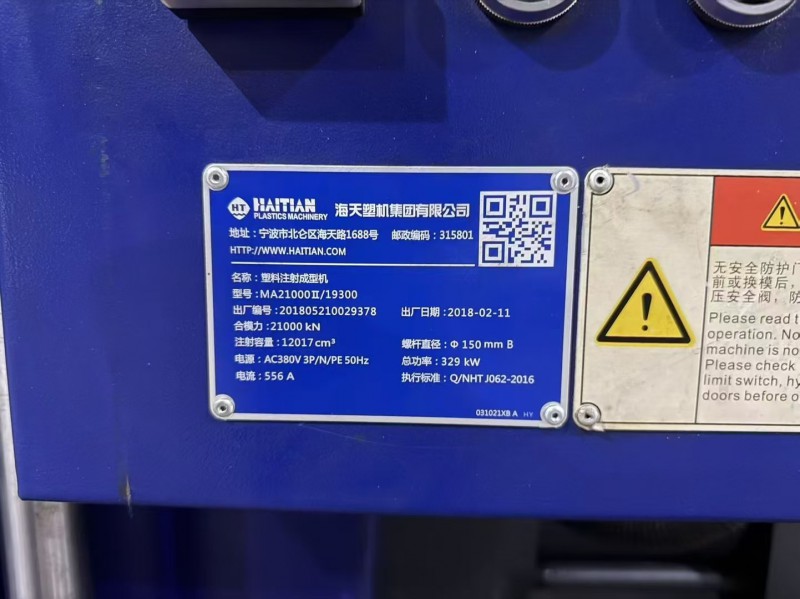 HT HAITIAN PLASTICS MACHINERY 海天塑机集团有限公司
地址：宁波市北仑区海天路1688号 邮政编码：315801
HTTP://WWW.HAITIAN.COM
名称：塑料注射成型机
型号：MA21000II/19300
出厂编号：201805210029378 出厂日期：2018-02-11
合模力：21000 kN
注射容量：12017 cm³ 螺杆直径：Φ 150 mm B
电源：AC380V 3P/N/PE 50Hz 总功率：329 kW
电流：556 A 执行标准：Q/NHT J062-2016
031021XB A HY
无安全防护门
前或换模后，
压安全阀，防
Please read t
operation. No
machine is no
Please check
limit switch, hy
doors before o